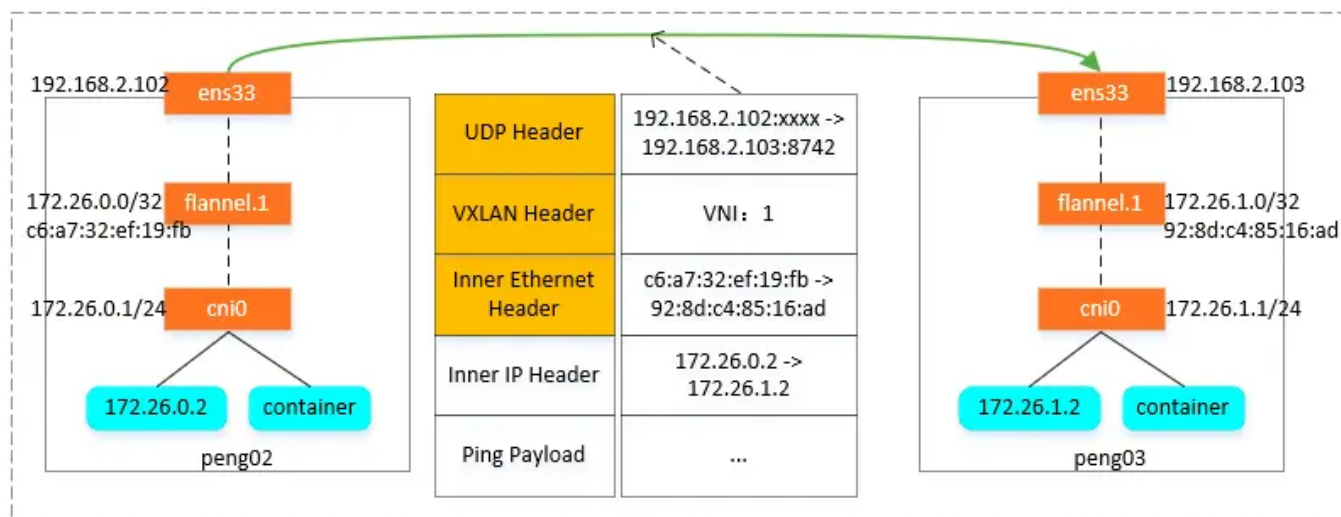 192.168.2.102
ens33
172.26.0.0/32
c6:a7:32:ef:19:fb
flannel.1
172.26.0.1/24
cni0
172.26.0.2
container
peng02
UDP Header
192.168.2.102:xxxx ->
192.168.2.103:8742
VXLAN Header
VNI：1
Inner Ethernet
Header
c6:a7:32:ef:19:fb ->
92:8d:c4:85:16:ad
Inner IP Header
172.26.0.2 ->
172.26.1.2
Ping Payload
...
ens33
192.168.2.103
flannel.1
172.26.1.0/32
92:8d:c4:85:16:ad
cni0
172.26.1.1/24
172.26.1.2
container
peng03